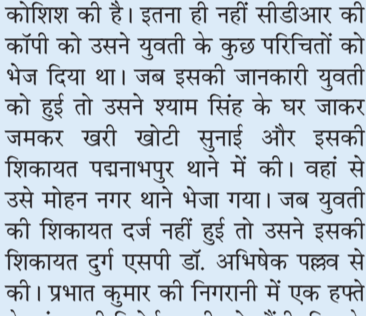 कोशिश की है। इतना ही नहीं सीडीआर की
कॉपी को उसने युवती के कुछ परिचितों को
भेज दिया था। जब इसकी जानकारी युवती
को हुई तो उसने श्याम सिंह के घर जाकर
जमकर खरी खोटी सुनाई और इसकी
शिकायत पद्मनाभपुर थाने में की। वहां से
उसे मोहन नगर थाने भेजा गया। जब युवती
की शिकायत दर्ज नहीं हुई तो उसने इसकी
शिकायत दुर्ग एसपी डॉ. अभिषेक पल्लव से
की। प्रभात कुमार की निगरानी में एक हफ्ते